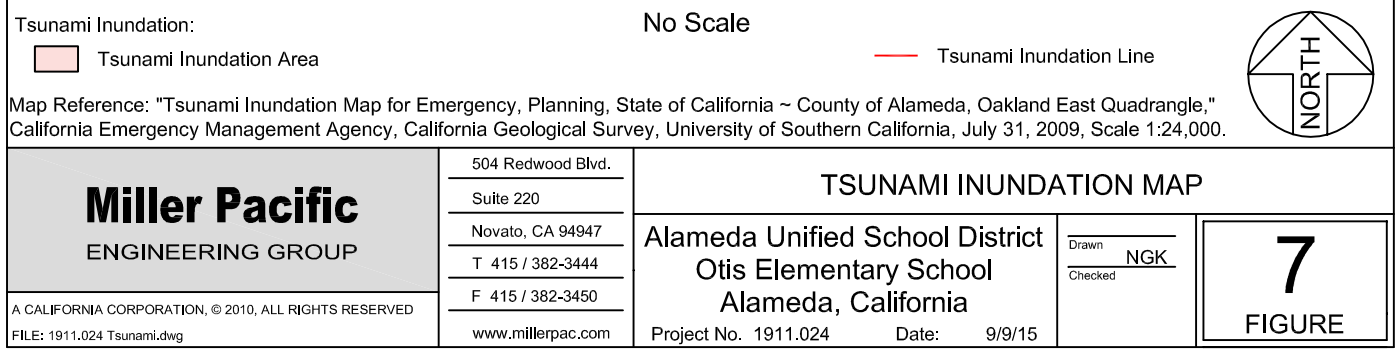 Tsunami Inundation:
No Scale
Tsunami Inundation Area
Tsunami Inundation Line
NORTH
Map Reference: "Tsunami Inundation Map for Emergency, Planning, State of California ~ County of Alameda, Oakland East Quadrangle,"
California Emergency Management Agency, California Geological Survey, University of Southern California, July 31, 2009, Scale 1:24,000.
Miller Pacific
ENGINEERING GROUP
A CALIFORNIA CORPORATION, © 2010, ALL RIGHTS RESERVED
FILE: 1911.024 Tsunami.dwg
504 Redwood Blvd.
Suite 220
Novato, CA 94947
T 415 / 382-3444
F 415 / 382-3450
www.millerpac.com
TSUNAMI INUNDATION MAP
Alameda Unified School District
Otis Elementary School
Alameda, California
Project No. 1911.024 Date: 9/9/15
Drawn
NGK
Checked
7
FIGURE